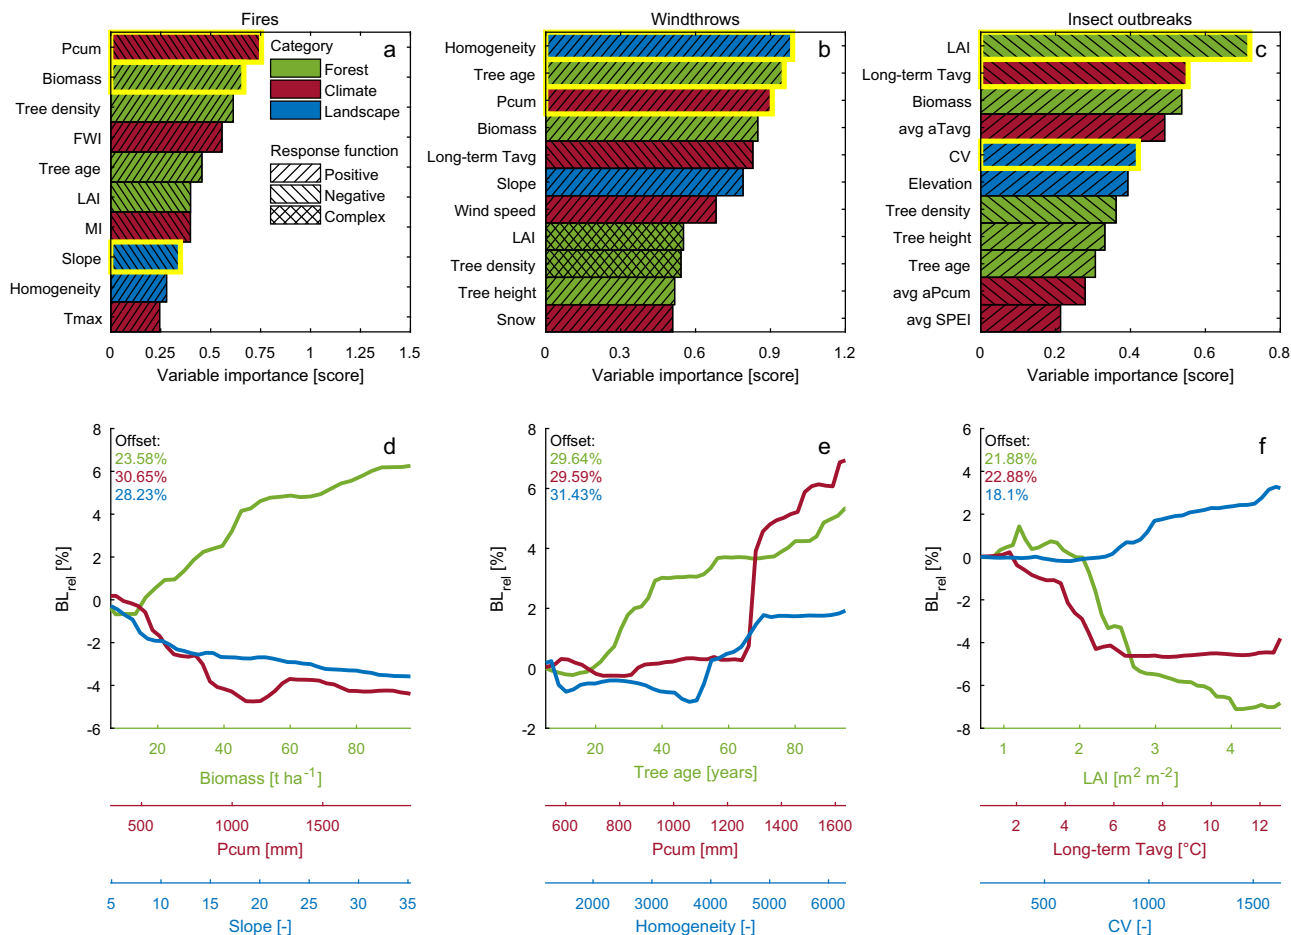 Fires
a
Pcum
Biomass
Tree density
FWI
Tree age
LAI
MI
Slope
Homogeneity
Tmax
Category
Forest
Climate
Landscape
Response function
Positive
Negative
Complex
0 0.25 0.5 0.75 1 1.25 1.5
Variable importance [score]
Windthrows
b
Homogeneity
Tree age
Pcum
Biomass
Long-term Tavg
Slope
Wind speed
LAI
Tree density
Tree height
Snow
0 0.3 0.6 0.9 1.2
Variable importance [score]
Insect outbreaks
c
LAI
Long-term Tavg
Biomass
avg aTavg
CV
Elevation
Tree density
Tree height
Tree age
avg aPcum
avg SPEI
0 0.2 0.4 0.6 0.8
Variable importance [score]
d
Offset:
23.58%
30.65%
28.23%
BLrel [%]
8
6
4
2
0
-2
-4
-6
20 40 60 80
Biomass [t ha-1]
500 1000 1500
Pcum [mm]
5 10 15 20 25 30 35
Slope [-]
e
Offset:
29.64%
29.59%
31.43%
BLrel [%]
8
6
4
2
0
-2
20 40 60 80
Tree age [years]
600 800 1000 1200 1400 1600
Pcum [mm]
2000 3000 4000 5000 6000
Homogeneity [-]
f
Offset:
21.88%
22.88%
18.1%
BLrel [%]
6
4
2
0
-2
-4
-6
-8
1 2 3 4
LAI [m2 m-2]
2 4 6 8 10 12
Long-term Tavg [°C]
500 1000 1500
CV [-]